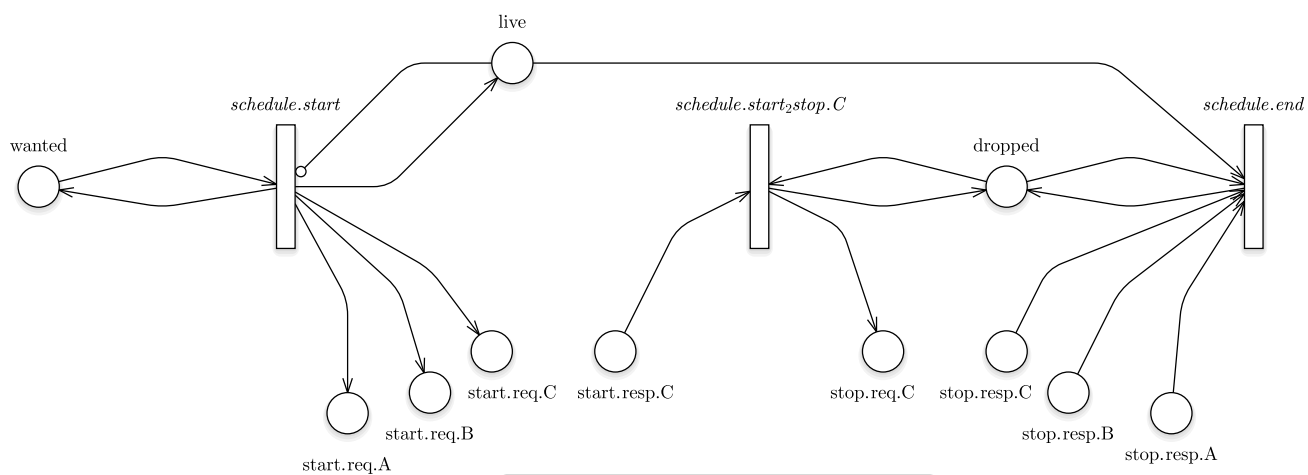 live
schedule.start
schedule.start₂stop.C
schedule.end
wanted
dropped
start.req.C
start.resp.C
stop.req.C
stop.resp.C
start.req.B
stop.resp.B
start.req.A
stop.resp.A